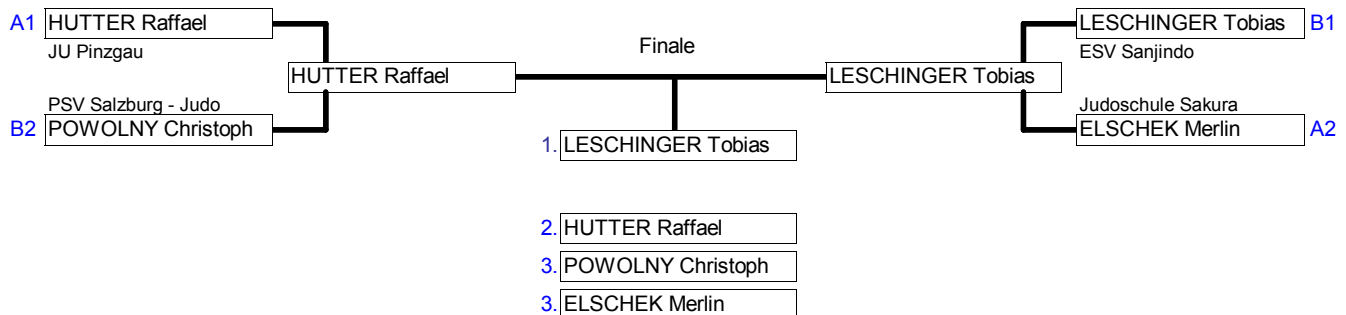 A1 HUTTER Raffael
JU Pinzgau
HUTTER Raffael
PSV Salzburg - Judo
B2 POWOLNY Christoph
Finale
1. LESCHINGER Tobias
LESCHINGER Tobias B1
ESV Sanjindo
LESCHINGER Tobias
Judoschule Sakura
ELSCHEK Merlin A2
2. HUTTER Raffael
3. POWOLNY Christoph
3. ELSCHEK Merlin